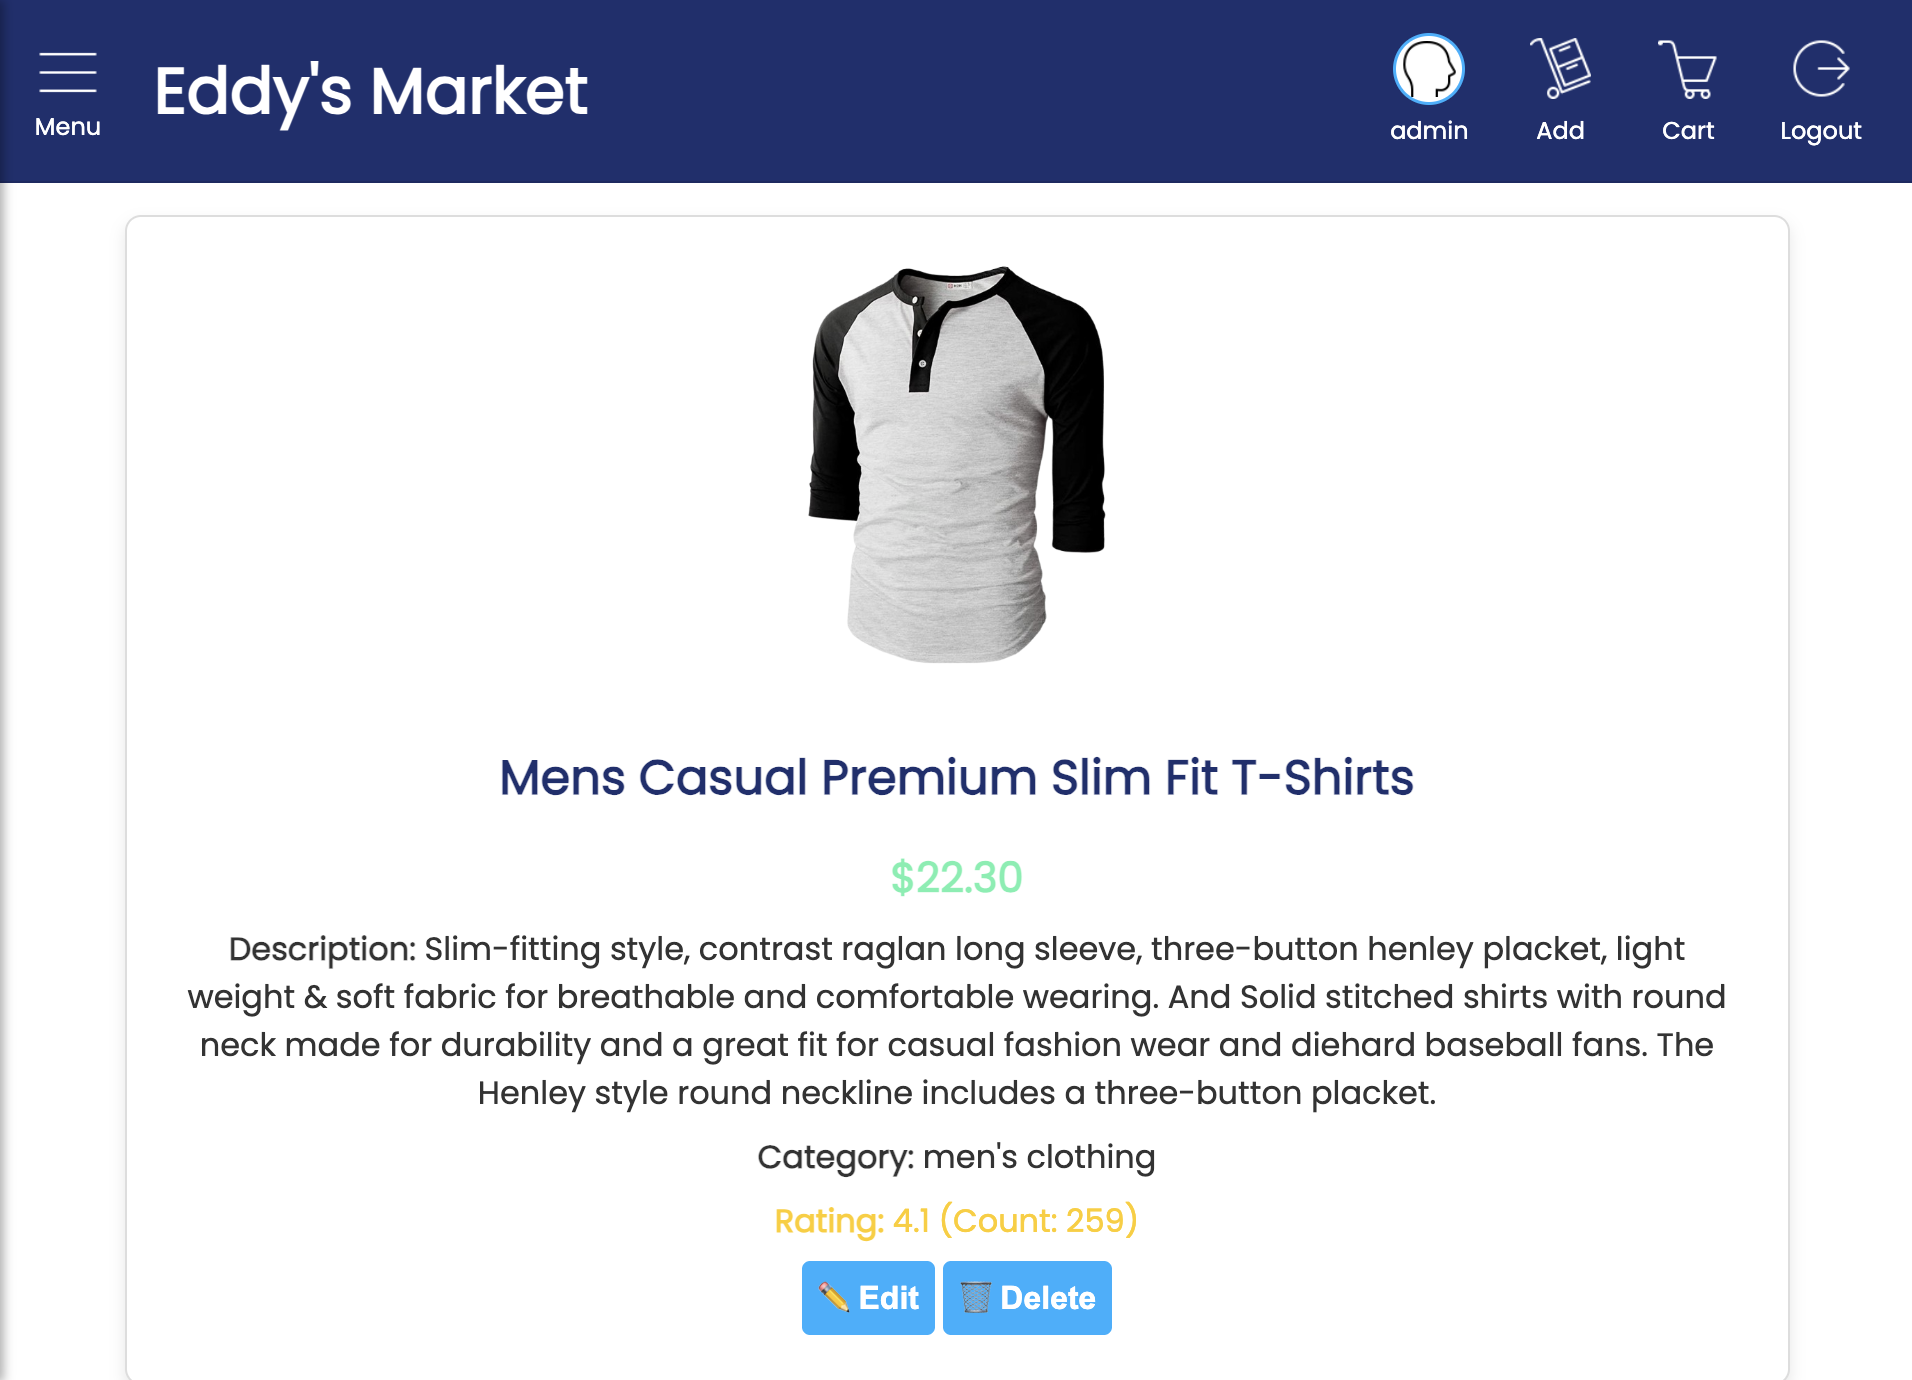 Menu
Eddy's Market
admin
Add
Cart
Logout
Mens Casual Premium Slim Fit T-Shirts
$22.30
Description: Slim-fitting style, contrast raglan long sleeve, three-button henley placket, light
weight & soft fabric for breathable and comfortable wearing. And Solid stitched shirts with round
neck made for durability and a great fit for casual fashion wear and diehard baseball fans. The
Henley style round neckline includes a three-button placket.
Category: men's clothing
Rating: 4.1 (Count: 259)
Edit
Delete